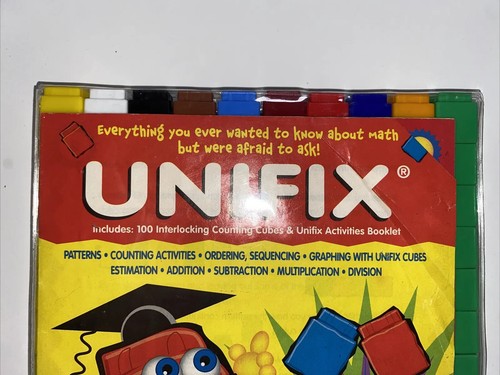 Everything you ever wanted to know about math
but were afraid to ask!
UNIFIX®
Includes: 100 Interlocking Counting Cubes & Unifix Activities Booklet
PATTERNS • COUNTING ACTIVITIES • ORDERING, SEQUENCING • GRAPHING WITH UNIFIX CUBES
ESTIMATION • ADDITION • SUBTRACTION • MULTIPLICATION • DIVISION